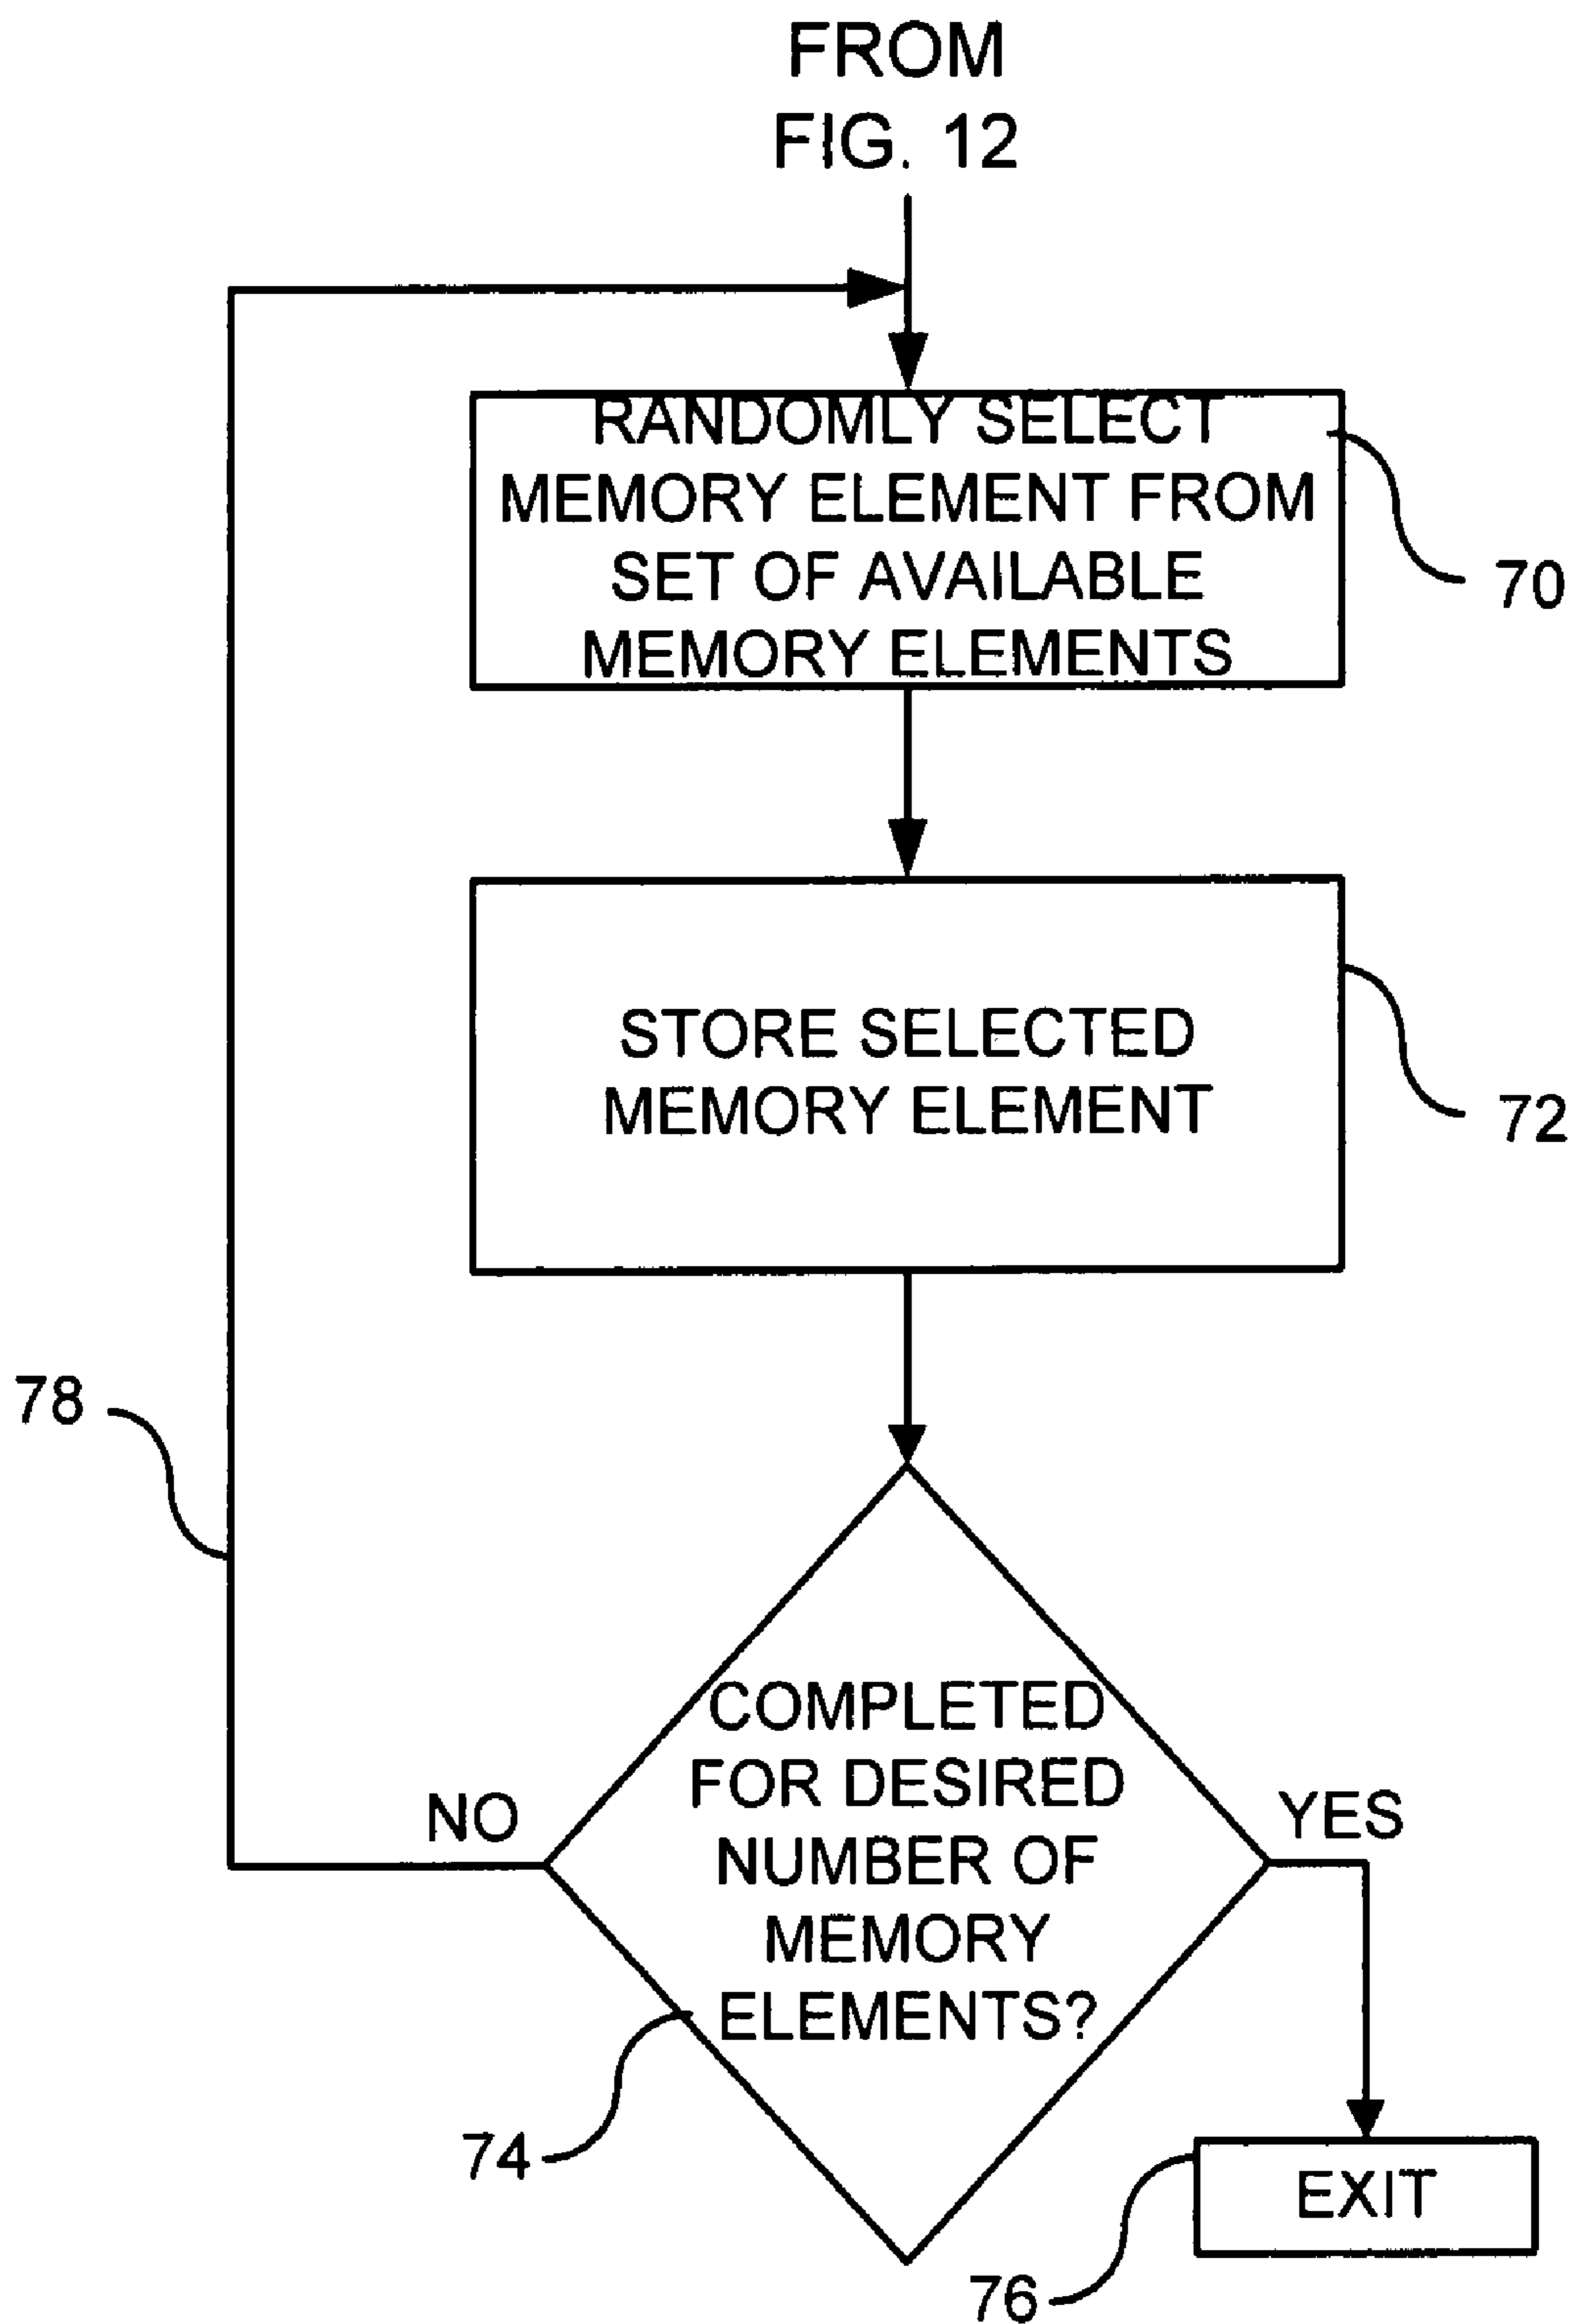 FROM
FIG. 12
RANDOMLY SELECT
MEMORY ELEMENT FROM
SET OF AVAILABLE
MEMORY ELEMENTS
70
STORE SELECTED
MEMORY ELEMENT
72
78
COMPLETED
FOR DESIRED
NUMBER OF
MEMORY
ELEMENTS?
NO
YES
74
EXIT
76